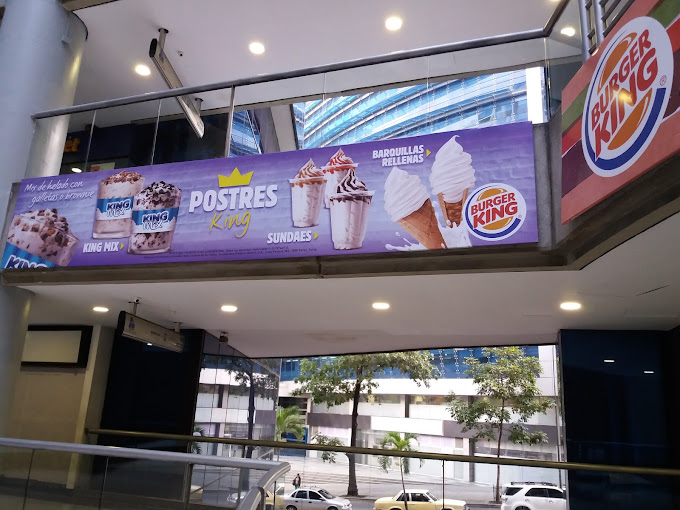 Mix de helado con
galletas o brownie
KING
KING
MIX
KING
MIX
KING MIX
POSTRES
King
SUNDAES
BARQUILLAS
RELLENAS
BURGER
KING
BURGER
KING
®